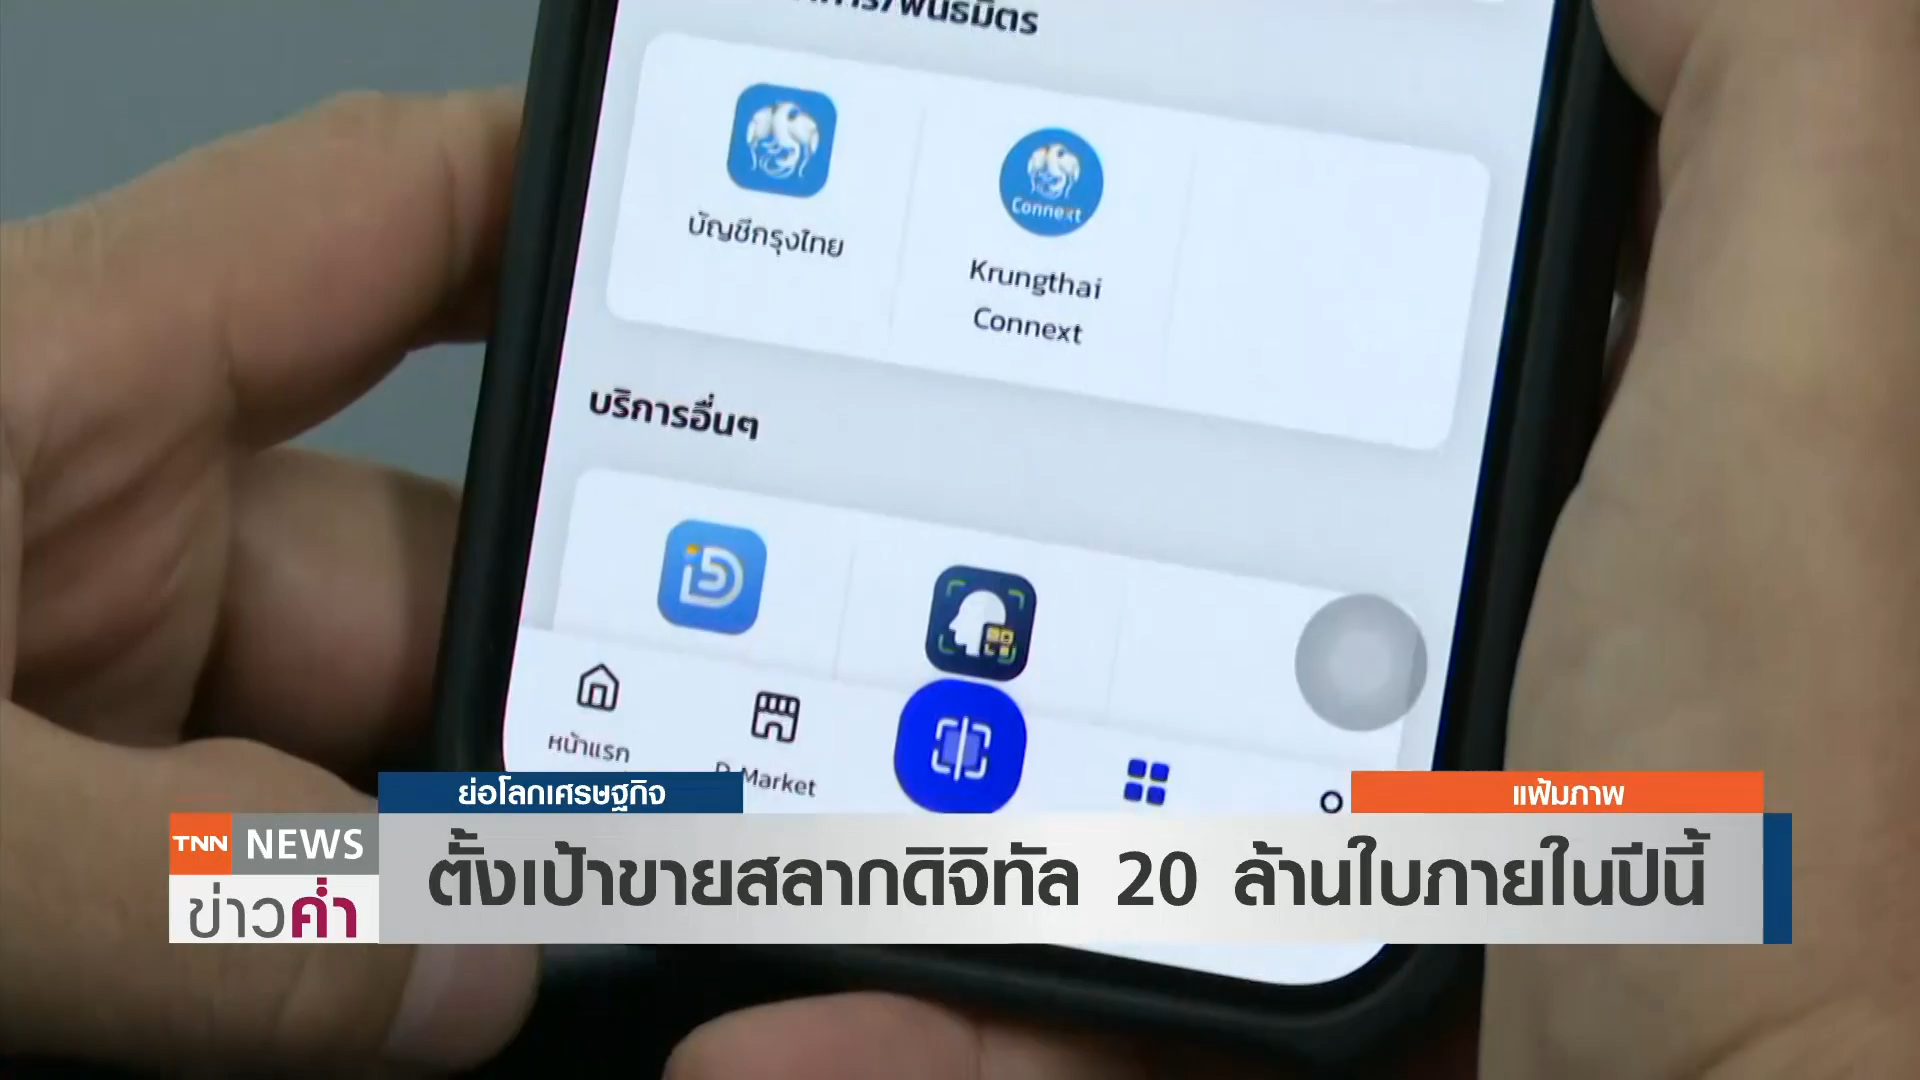 Connext
บัญชีกรุงไทย
Krungthai
Connext
บริการอื่นๆ
หน้าแรก
Market
ย่อโลกเศรษฐกิจ
แฟ้มภาพ
TNN NEWS
ข่าวค่ำ
ตั้งเป้าขายสลากดิจิทัล 20 ล้านใบภายในปีนี้